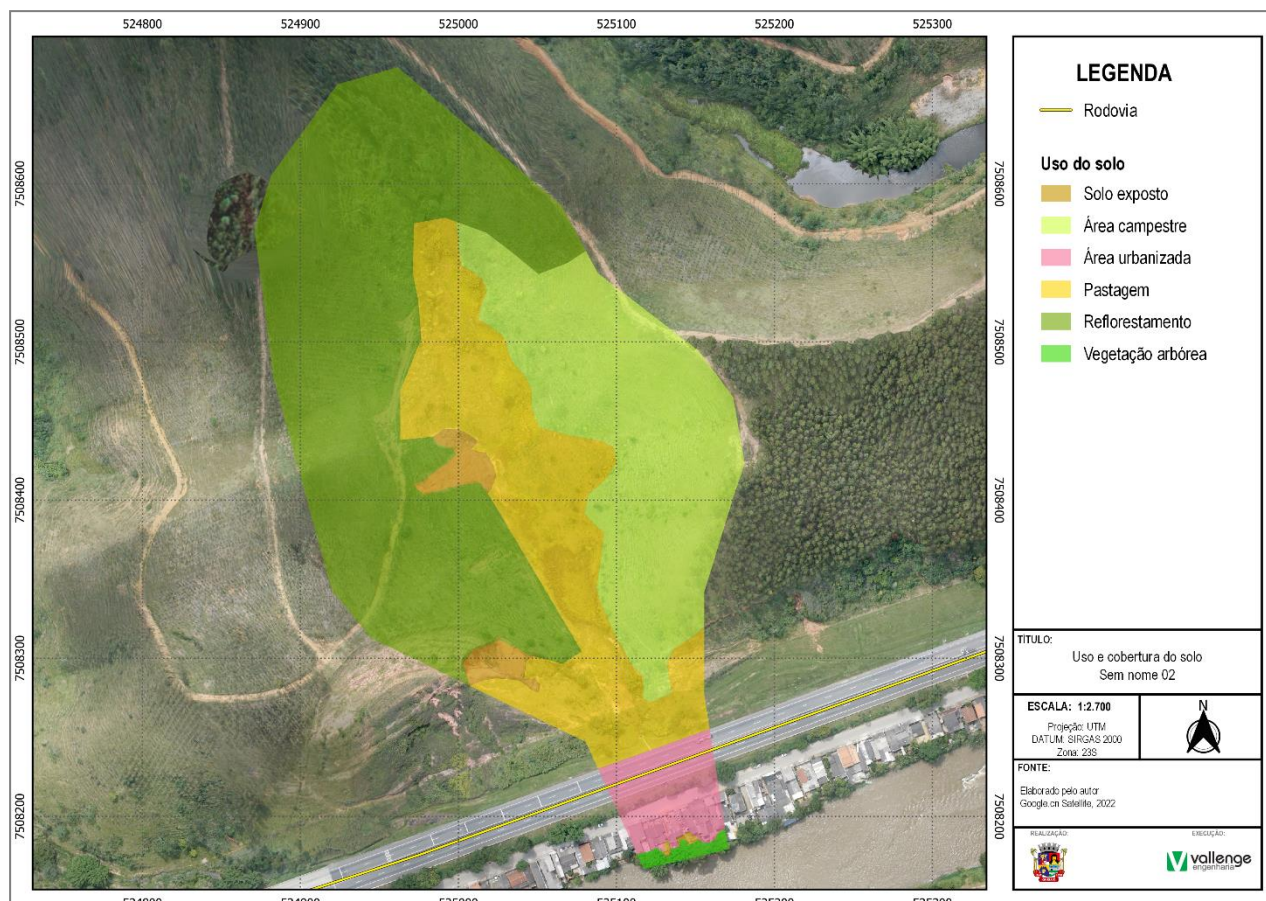 524800 524900 525000 525100 525200 525300
7508600
7508500
7508400
7508300
7508200
7508600
7508500
7508400
7508300
7508200
LEGENDA
Rodovia
Uso do solo
Solo exposto
Área campestre
Área urbanizada
Pastagem
Reflorestamento
Vegetação arbórea
TÍTULO:
Uso e cobertura do solo
Sem nome 02
ESCALA: 1:2.700
Projeção: UTM
DATUM: SIRGAS 2000
Zona: 23S
N
FONTE:
Elaborado pelo autor
Google.cn Satellite, 2022
REALIZAÇÃO:
EXECUÇÃO:
vallenge
engenharia